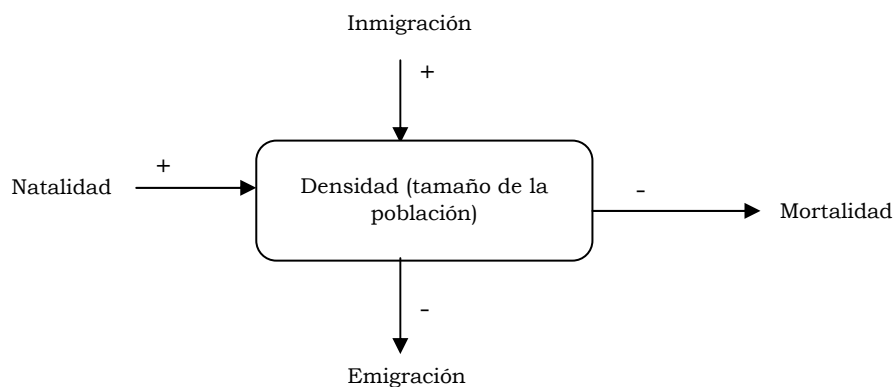 Inmigración
+
+
Natalidad
Densidad (tamaño de la
población)
-
Mortalidad
-
Emigración